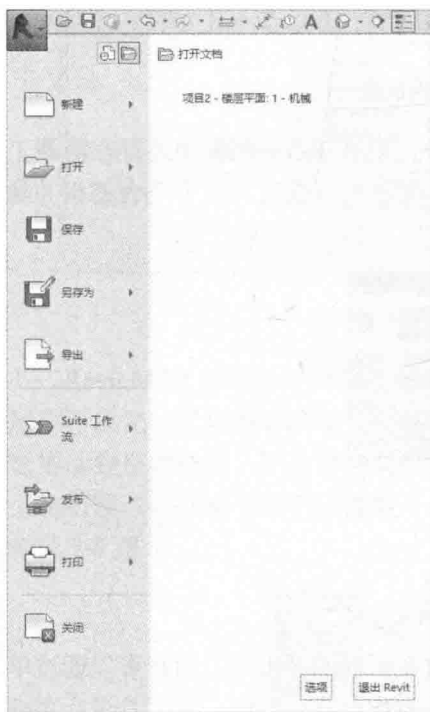 A
打开文档
项目2 - 楼层平面: 1 - 机械
新建
打开
保存
另存为
导出
Suite 工作
流
发布
打印
关闭
选项
退出 Revit